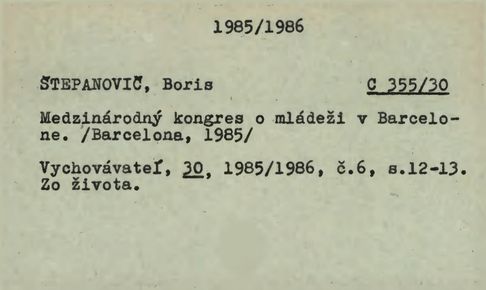 1985/1986
ŠTEPANOVIČ, Boris C 355/30
Medzinárodný kongres o mládeži v Barcelo-
ne. /Barcelona, 1985/
Vychovávateľ, 30, 1985/1986, č.6, s.12-13.
Zo života.